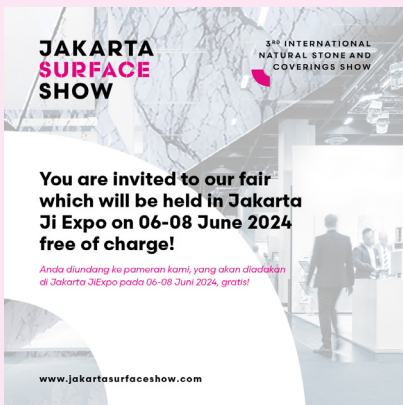 JAKARTA
SURFACE
SHOW
3RD INTERNATIONAL
NATURAL STONE AND
COVERINGS SHOW
You are invited to our fair
which will be held in Jakarta
Ji Expo on 06-08 June 2024
free of charge!
Anda diundang ke pameran kami, yang akan diadakan
di Jakarta JiExpo pada 06-08 Juni 2024, gratis!
www.jakartasurfaceshow.com